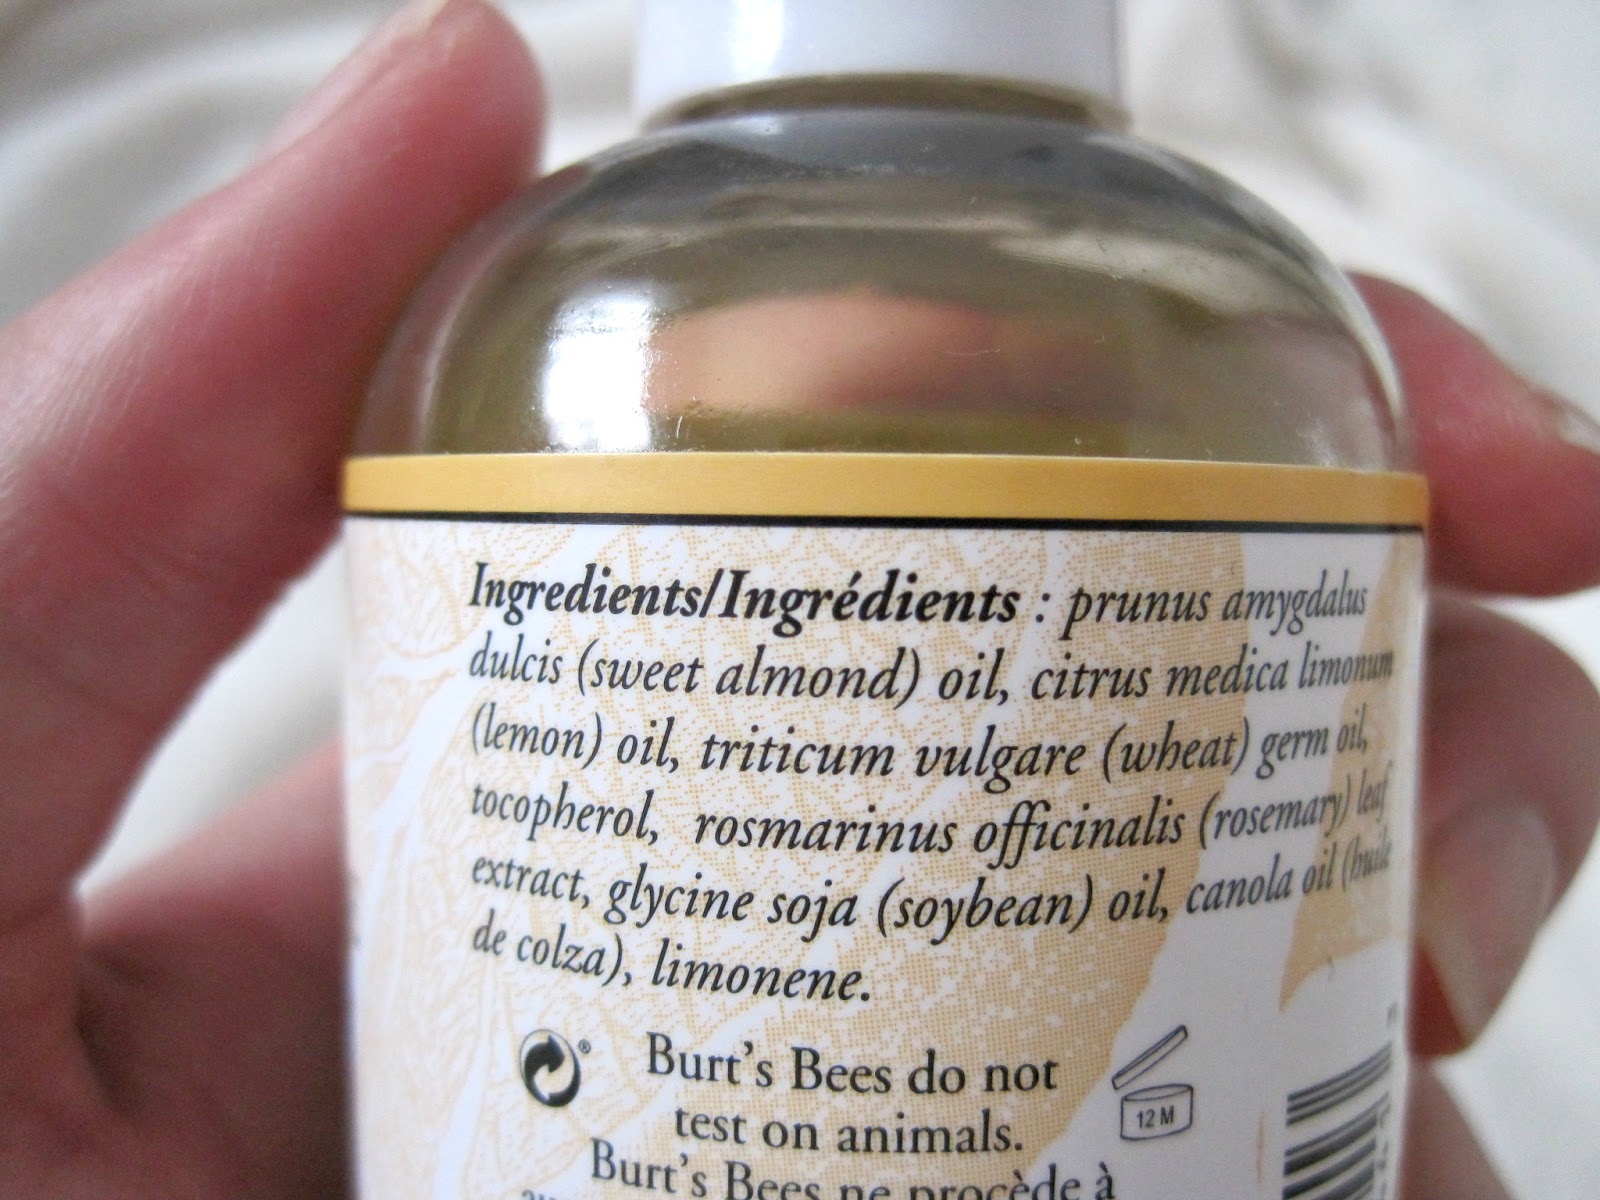 Ingredients/Ingrédients : prunus amygdalus
dulcis (sweet almond) oil, citrus medica limonum
(lemon) oil, triticum vulgare (wheat) germ oil,
tocopherol, rosmarinus officinalis (rosemary) leaf
extract, glycine soja (soybean) oil, canola oil (huile
de colza), limonene.
®
Burt's Bees do not
test on animals.
12 M
Burt's Bees ne procède à